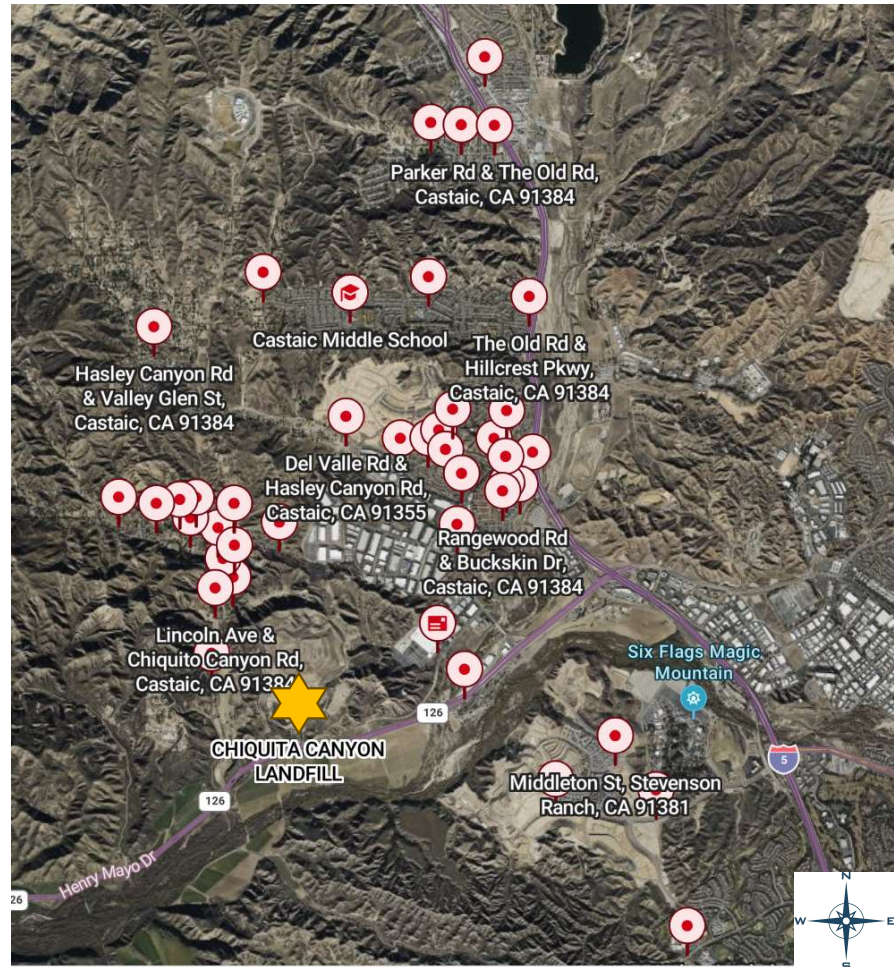 Parker Rd & The Old Rd,
Castaic, CA 91384
Castaic Middle School
The Old Rd &
Hillcrest Pkwy,
Castaic, CA 91384
Hasley Canyon Rd
& Valley Glen St,
Castaic, CA 91384
Del Valle Rd &
Hasley Canyon Rd,
Castaic, CA 91355
Rangewood Rd
& Buckskin Dr,
Castaic, CA 91384
Lincoln Ave &
Chiquito Canyon Rd,
Castaic, CA 91384
Six Flags Magic
Mountain
126
CHIQUITA CANYON
LANDFILL
5
Middleton St, Stevenson
Ranch, CA 91381
126
Henry Mayo Dr
26
N
W
E
S